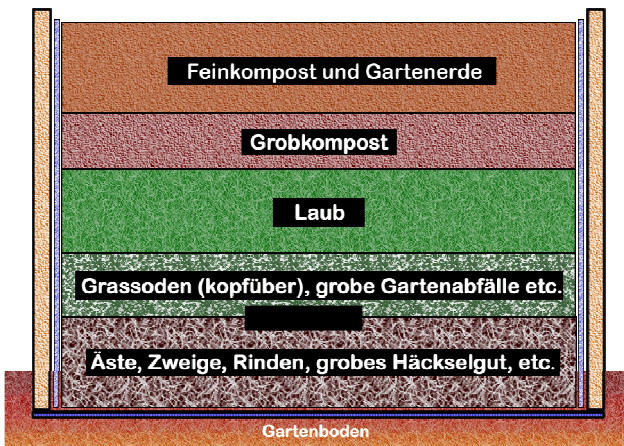 Feinkompost und Gartenerde
Grobkompost
Laub
Grassoden (kopfüber), grobe Gartenabfälle etc.
Äste, Zweige, Rinden, grobes Häckselgut, etc.
Gartenboden